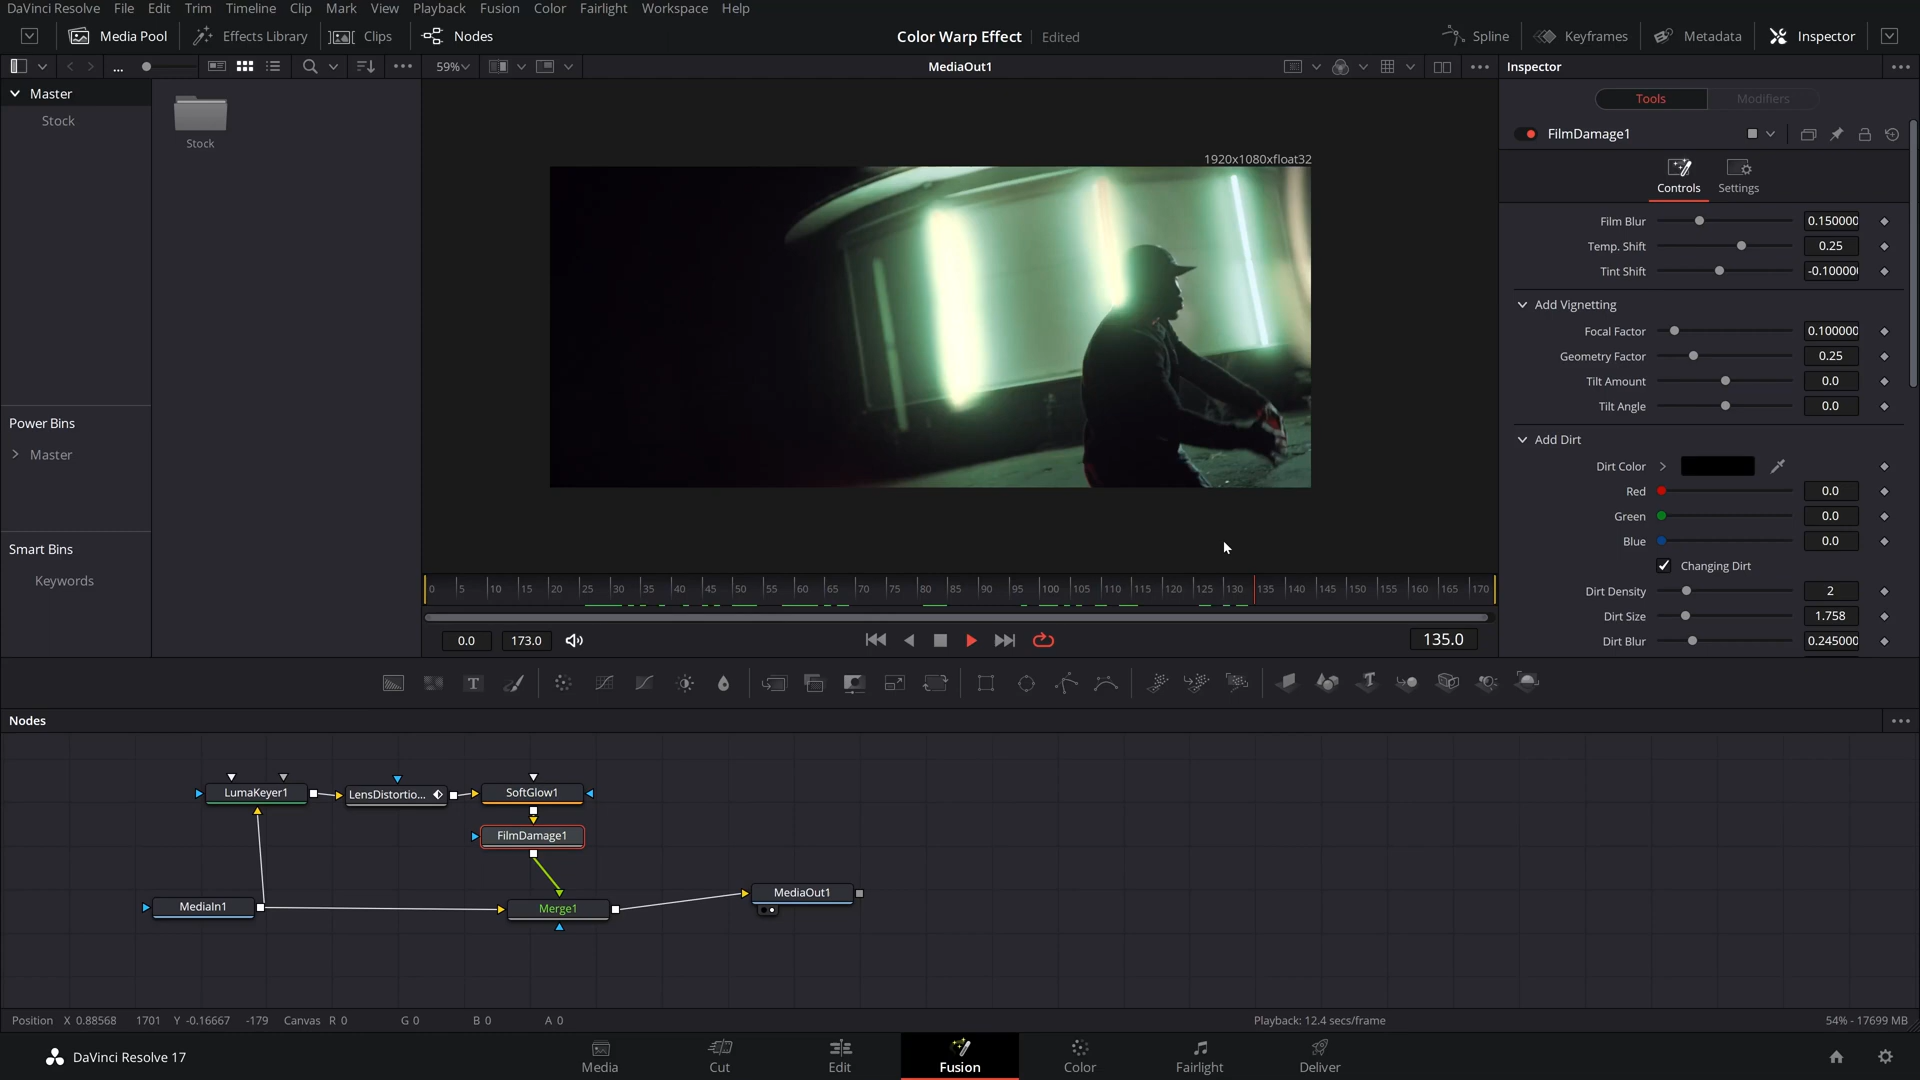 DaVinci Resolve File Edit Trim Timeline Clip Mark View Playback Fusion Color Fairlight Workspace Help
Media Pool Effects Library Clips Nodes Color Warp Effect Edited Spline Keyframes Metadata Inspector
... 59% MediaOut1 Inspector
Master
Stock
Stock
Power Bins
Master
Smart Bins
Keywords
1920x1080xfloat32
Tools Modifiers
FilmDamage1
Controls Settings
Film Blur 0.150000
Temp. Shift 0.25
Tint Shift -0.10000
Add Vignetting
Focal Factor 0.100000
Geometry Factor 0.25
Tilt Amount 0.0
Tilt Angle 0.0
Add Dirt
Dirt Color
Red 0.0
Green 0.0
Blue 0.0
Changing Dirt
Dirt Density 2
Dirt Size 1.758
Dirt Blur 0.245000
0 5 10 15 20 25 30 35 40 45 50 55 60 65 70 75 80 85 90 95 100 105 110 115 120 125 130 135 140 145 150 155 160 165 170
0.0 173.0 135.0
T T
Nodes
LumaKeyer1 LensDistortio... SoftGlow1
FilmDamage1
MediaIn1 Merge1 MediaOut1
Position X 0.88568 1701 Y -0.16667 -179 Canvas R 0 G 0 B 0 A 0 Playback: 12.4 secs/frame 54% - 17699 MB
DaVinci Resolve 17 Media Cut Edit Fusion Color Fairlight Deliver